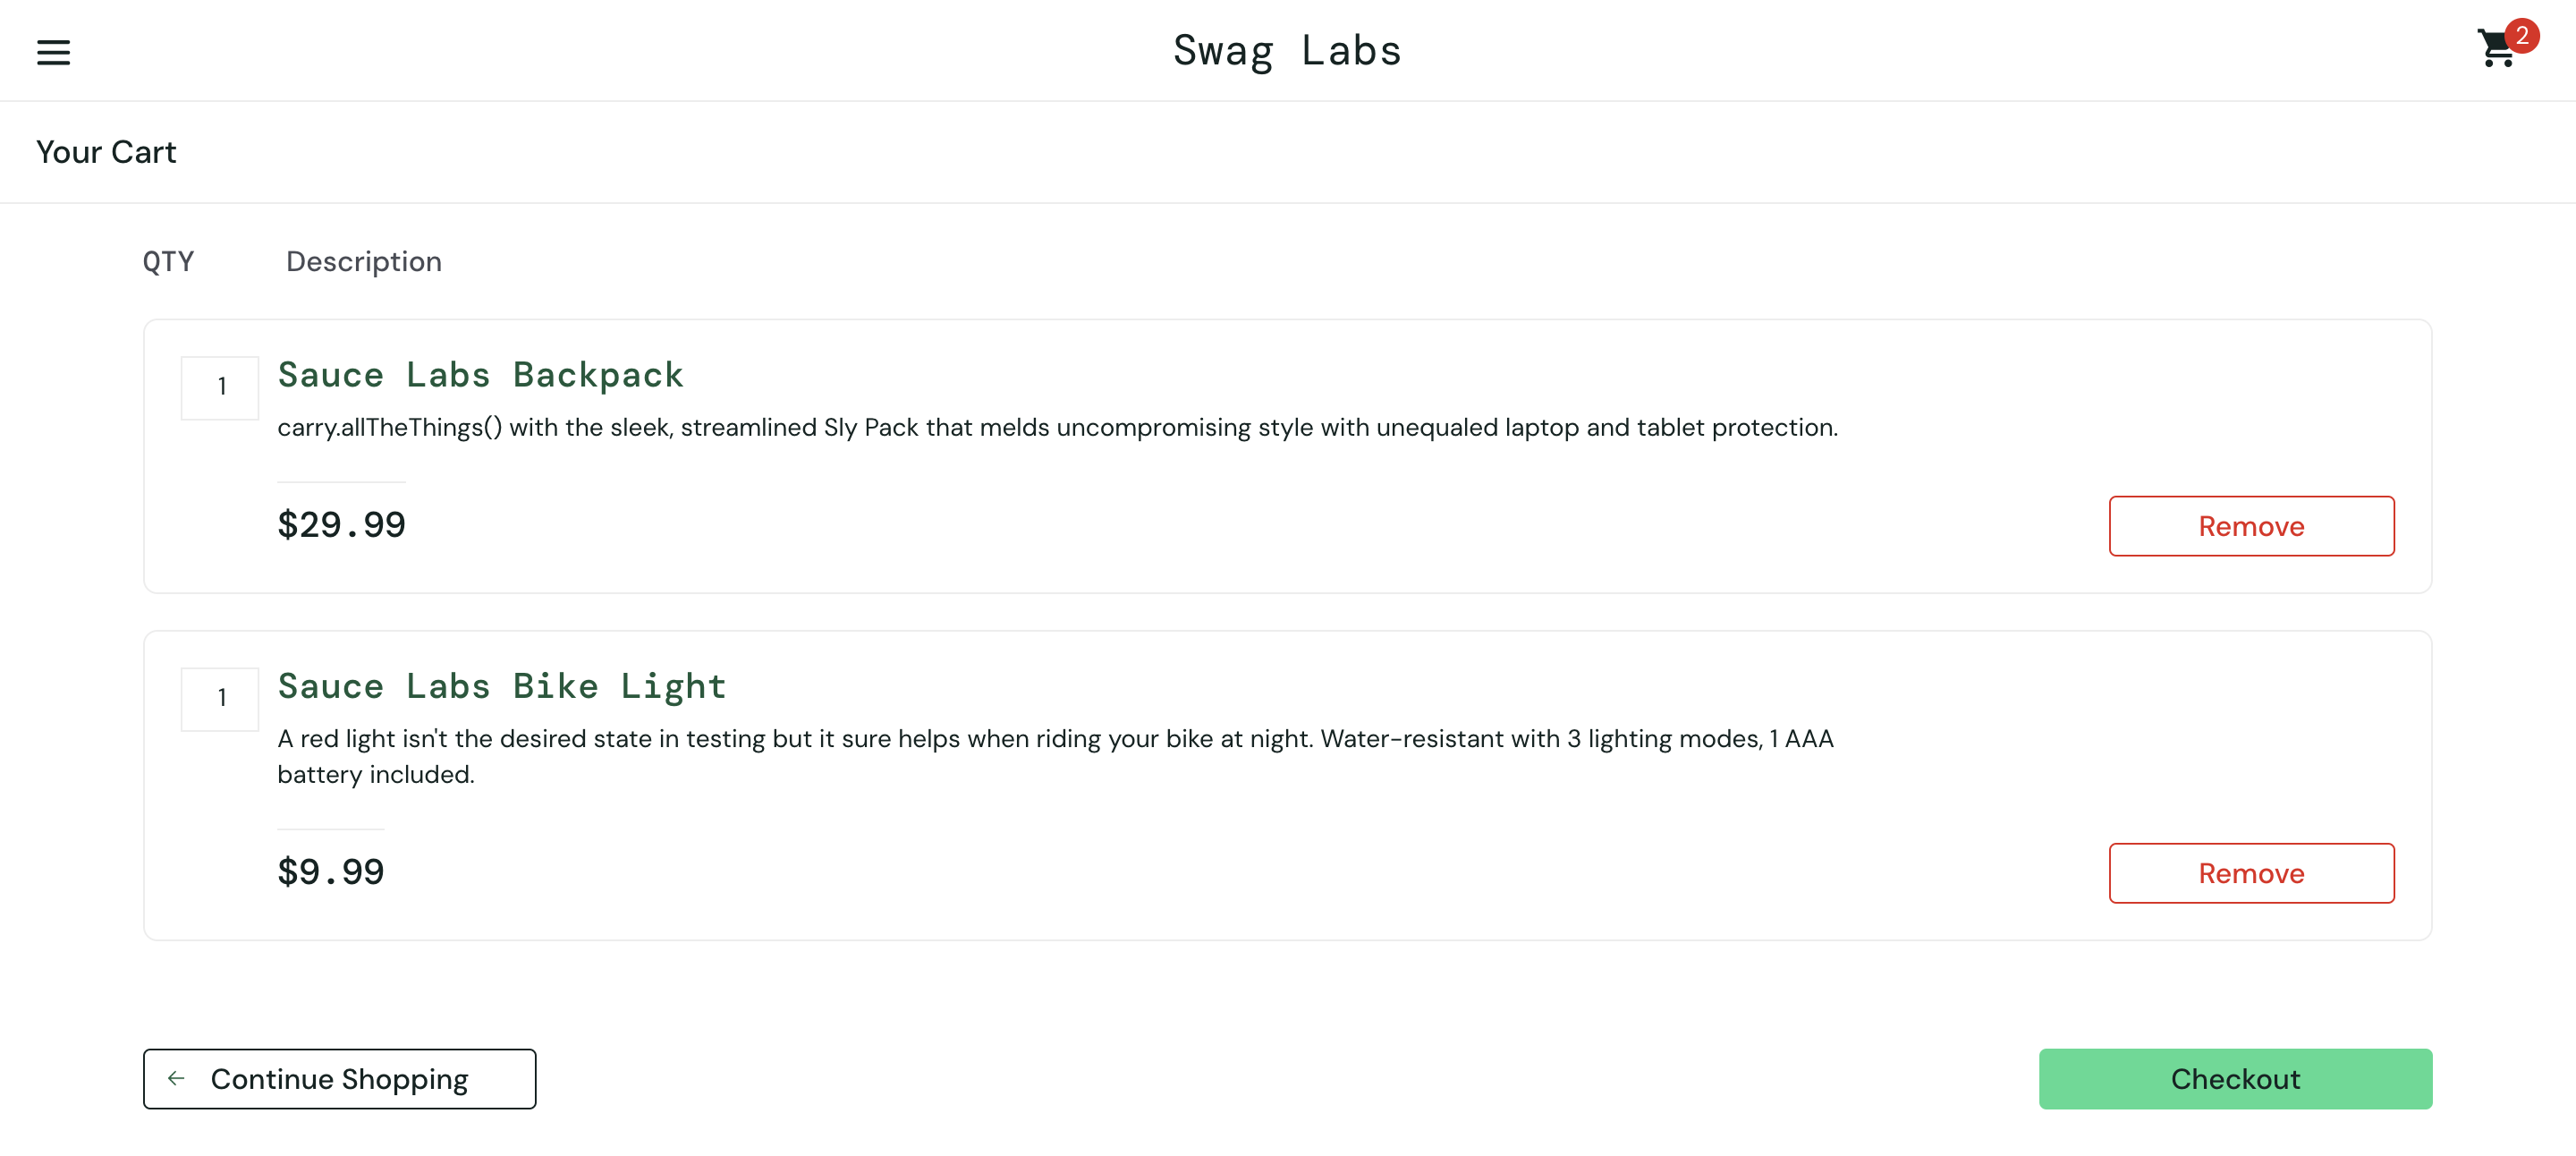 Swag Labs
2
Your Cart
QTY Description
1
Sauce Labs Backpack
carry.allTheThings() with the sleek, streamlined Sly Pack that melds uncompromising style with unequaled laptop and tablet protection.
$29.99
Remove
1
Sauce Labs Bike Light
A red light isn't the desired state in testing but it sure helps when riding your bike at night. Water-resistant with 3 lighting modes, 1 AAA
battery included.
$9.99
Remove
Continue Shopping
Checkout